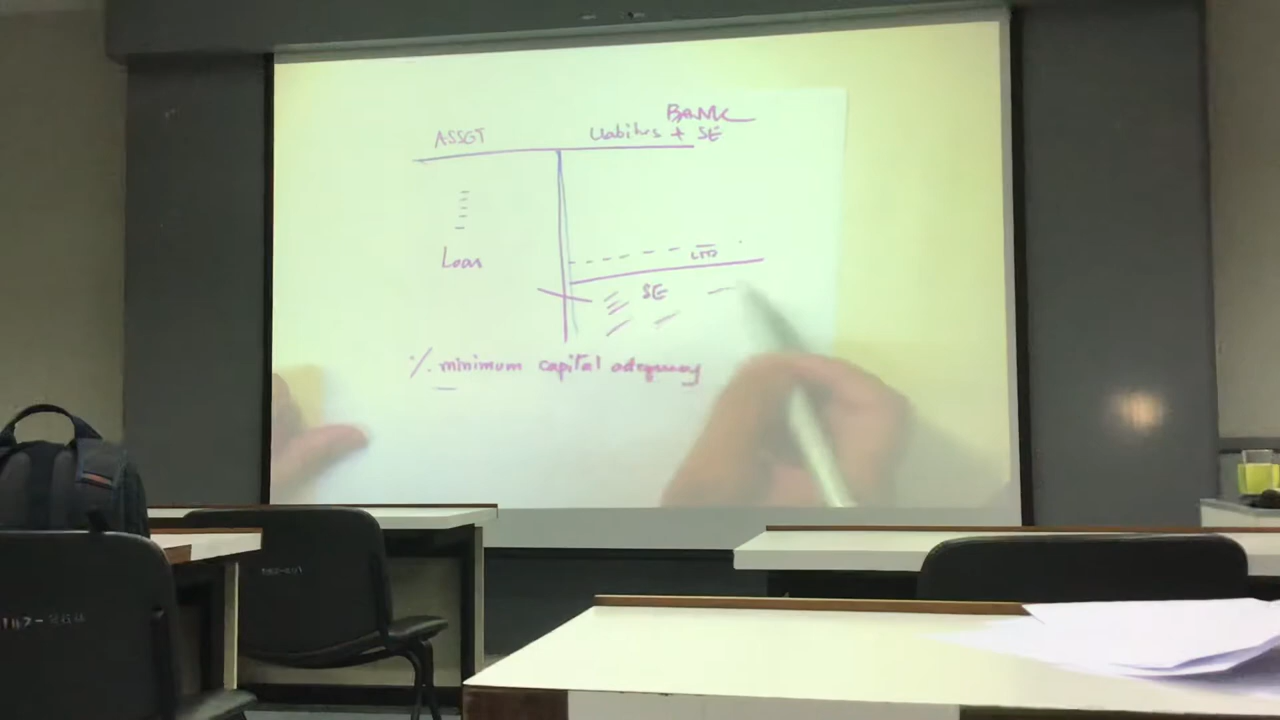 BANK
ASSET Liabilities + SE
Loan
LTD
SE
% minimum capital adequacy